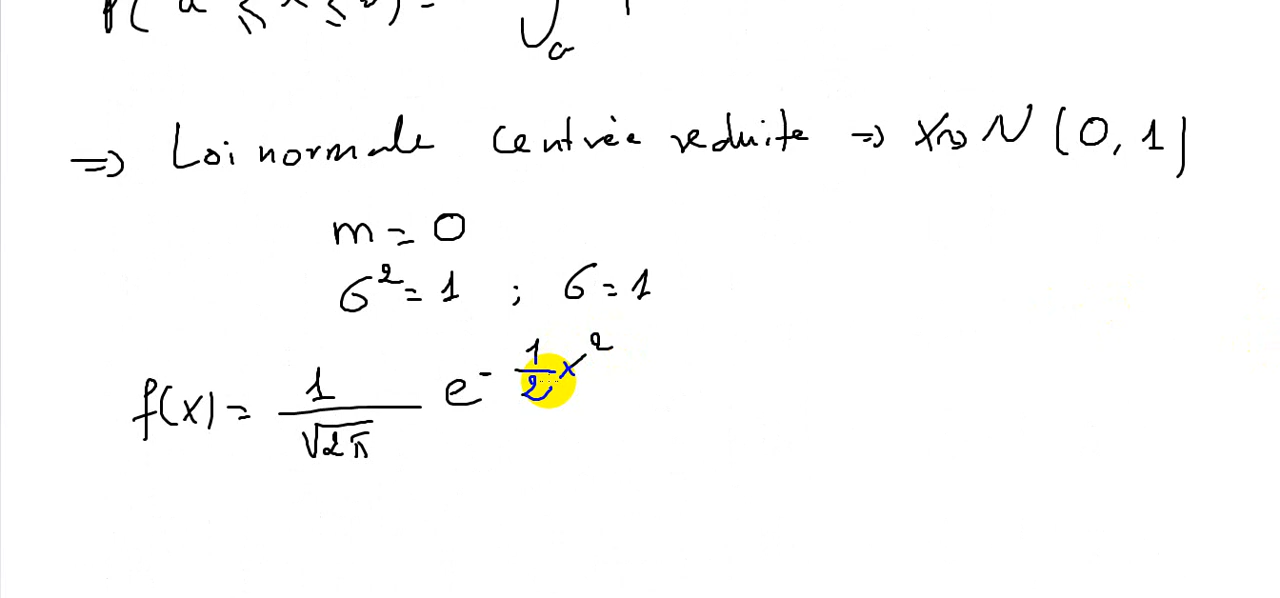 P( a ≤ x ≤ b) = ∫a
=> Loi normale centrée reduite => X~N(0,1)
m = 0
σ² = 1 ; σ = 1
f(x) = 1/√2π e^-1/2 x²